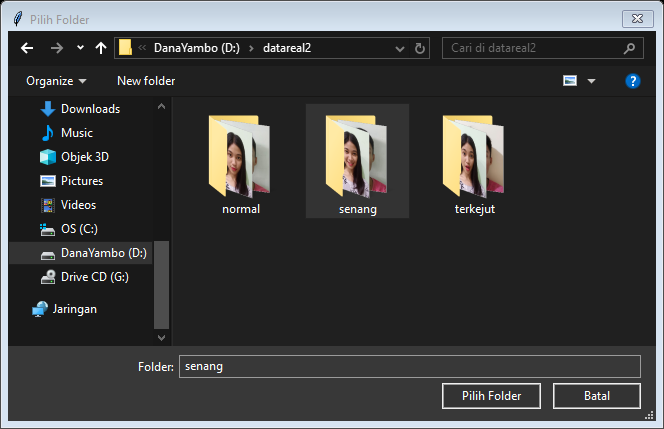 Pilih Folder
DanaYambo (D:) datareal2
Cari di datareal2
Organize New folder
Downloads
Music
Objek 3D
Pictures
Videos
OS (C:)
DanaYambo (D:)
Drive CD (G:)
Jaringan
normal senang terkejut
Folder: senang
Pilih Folder Batal